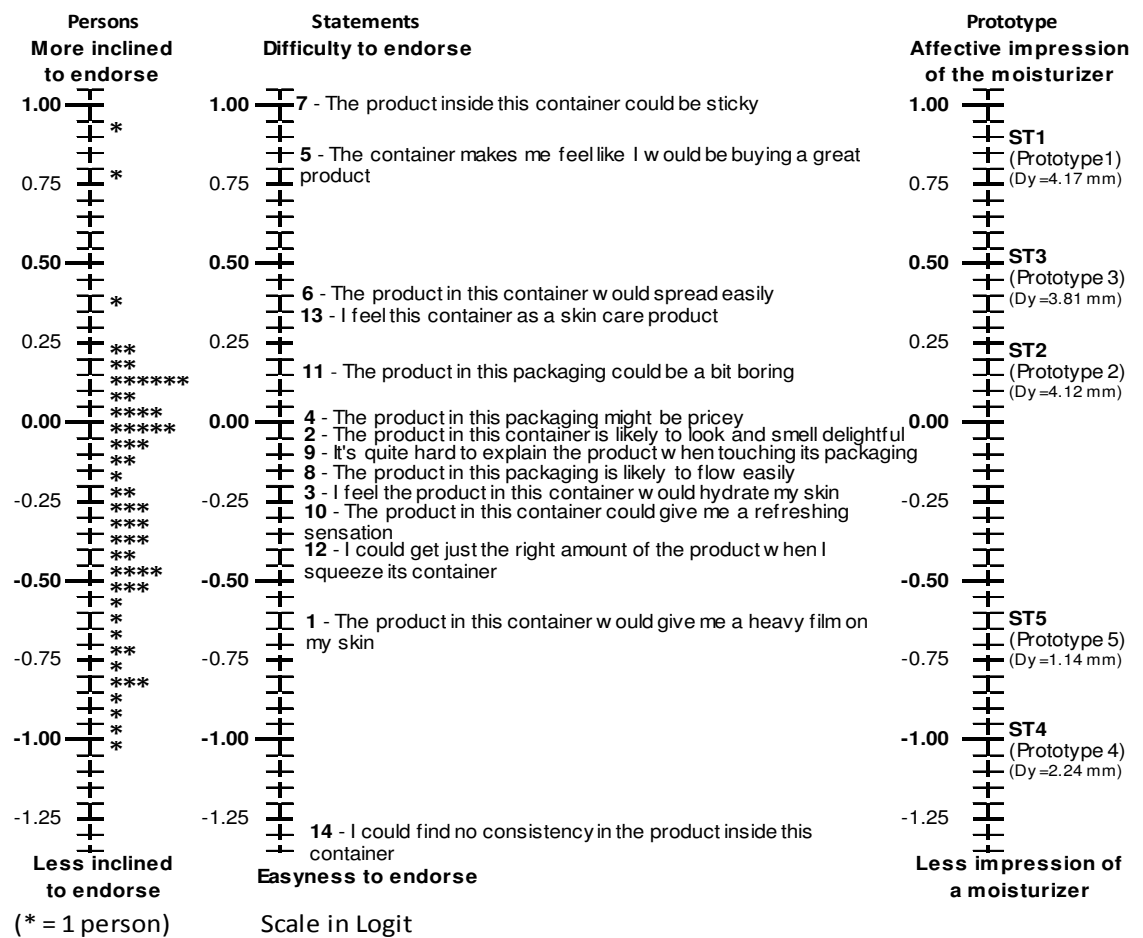 Persons
More inclined
to endorse
1.00
*
*
0.75
0.50
*
0.25
**
**
******
**
****
0.00
*****
***
**
*
**
-0.25
***
***
***
**
****
-0.50
***
*
*
*
**
-0.75
*
***
*
*
*
-1.00
*
-1.25
Less inclined
to endorse
(* = 1 person)
Statements
Difficulty to endorse
1.00
7 - The product inside this container could be sticky
5 - The container makes me feel like I would be buying a great
product
0.75
0.50
6 - The product in this container would spread easily
13 - I feel this container as a skin care product
0.25
11 - The product in this packaging could be a bit boring
0.00
4 - The product in this packaging might be pricey
2 - The product in this container is likely to look and smell delightful
9 - It's quite hard to explain the product when touching its packaging
8 - The product in this packaging is likely to flow easily
3 - I feel the product in this container would hydrate my skin
-0.25
10 - The product in this container could give me a refreshing
sensation
12 - I could get just the right amount of the product when I
squeeze its container
-0.50
1 - The product in this container would give me a heavy film on
my skin
-0.75
-1.00
-1.25
14 - I could find no consistency in the product inside this
container
Easyness to endorse
Scale in Logit
Prototype
Affective impression
of the moisturizer
1.00
ST1
(Prototype1)
(Dy=4.17 mm)
0.75
0.50
ST3
(Prototype 3)
(Dy=3.81 mm)
0.25
ST2
(Prototype 2)
(Dy=4.12 mm)
0.00
-0.25
-0.50
ST5
(Prototype 5)
-0.75
(Dy=1.14 mm)
-1.00
ST4
(Prototype 4)
(Dy=2.24 mm)
-1.25
Less impression of
a moisturizer